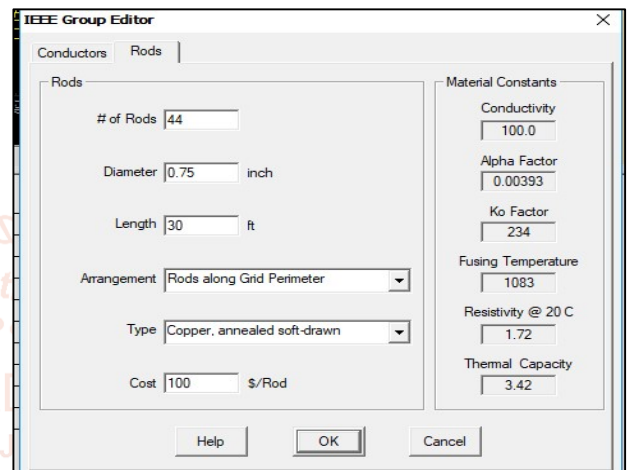 IEEE Group Editor
Conductors Rods
Rods
# of Rods 44
Diameter 0.75 inch
Length 30 ft
Arrangement Rods along Grid Perimeter
Type Copper, annealed soft-drawn
Cost 100 $/Rod
Material Constants
Conductivity
100.0
Alpha Factor
0.00393
Ko Factor
234
Fusing Temperature
1083
Resistivity @ 20 C
1.72
Thermal Capacity
3.42
Help OK Cancel